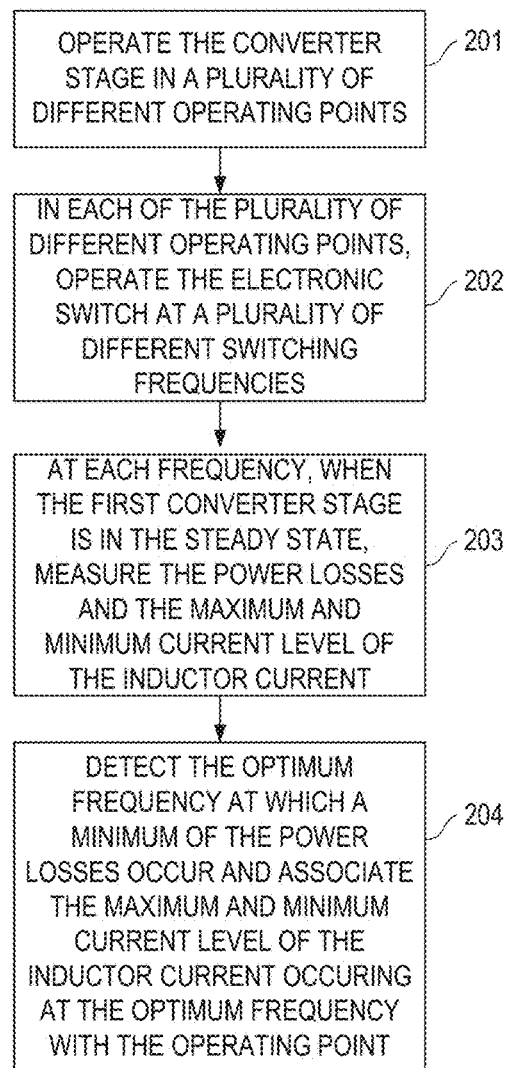 OPERATE THE CONVERTER
STAGE IN A PLURALITY OF
DIFFERENT OPERATING POINTS
201
IN EACH OF THE PLURALITY OF
DIFFERENT OPERATING POINTS,
OPERATE THE ELECTRONIC
SWITCH AT A PLURALITY OF
DIFFERENT SWITCHING
FREQUENCIES
202
AT EACH FREQUENCY, WHEN
THE FIRST CONVERTER STAGE
IS IN THE STEADY STATE,
MEASURE THE POWER LOSSES
AND THE MAXIMUM AND
MINIMUM CURRENT LEVEL OF
THE INDUCTOR CURRENT
203
DETECT THE OPTIMUM
FREQUENCY AT WHICH A
MINIMUM OF THE POWER
LOSSES OCCUR AND ASSOCIATE
THE MAXIMUM AND MINIMUM
CURRENT LEVEL OF THE
INDUCTOR CURRENT OCCURING
AT THE OPTIMUM FREQUENCY
WITH THE OPERATING POINT
204